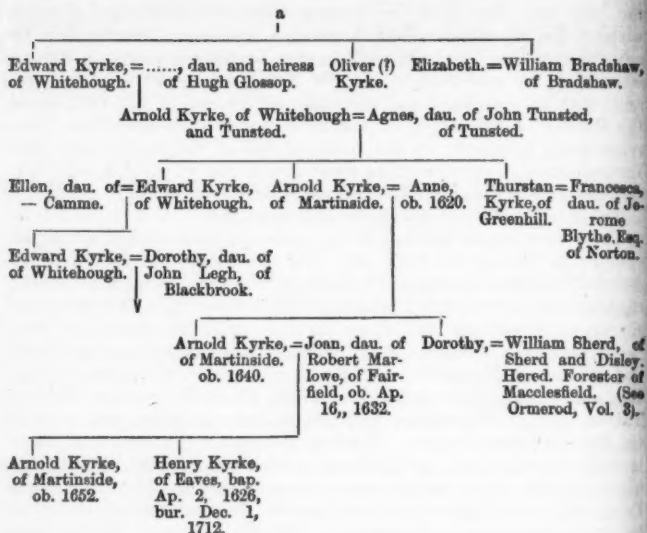 a
Edward Kyrke,=......, dau. and heiress Oliver (?) Elizabeth.=William Bradshaw,
of Whitehough. of Hugh Glossop. Kyrke. of Bradshaw.
Arnold Kyrke, of Whitehough=Agnes, dau. of John Tunsted,
and Tunsted. of Tunsted.
Ellen, dau. of=Edward Kyrke, Arnold Kyrke,= Anne, Thurstan=Francesca,
— Camme. of Whitehough. of Martinside. ob. 1620. Kyrke, of dau. of Je-
Greenhill. rome
Blythe, Esq.
of Norton.
Edward Kyrke,=Dorothy, dau. of
of Whitehough. John Legh, of
Blackbrook.
Arnold Kyrke,=Joan, dau. of Dorothy,=William Sherd, of
of Martinside. Robert Mar- Sherd and Disley.
ob. 1640. lowe, of Fair- Hered. Forester of
field, ob. Ap. Macclesfield. (See
16,, 1632. Ormerod, Vol. 3).
Arnold Kyrke, Henry Kyrke,
of Martinside, of Eaves, bap.
ob. 1652. Ap. 2, 1626,
bur. Dec. 1,
1712.